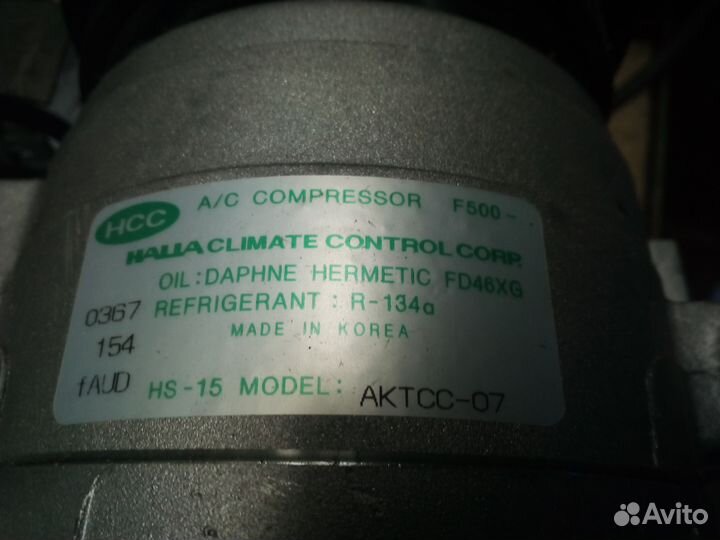 HCC A/C COMPRESSOR F500-
HALLA CLIMATE CONTROL CORP.
OIL : DAPHNE HERMETIC FD46XG
0367 REFRIGERANT : R-134a
154 MADE IN KOREA
fAUD HS-15 MODEL: AKTCC-07
Avito